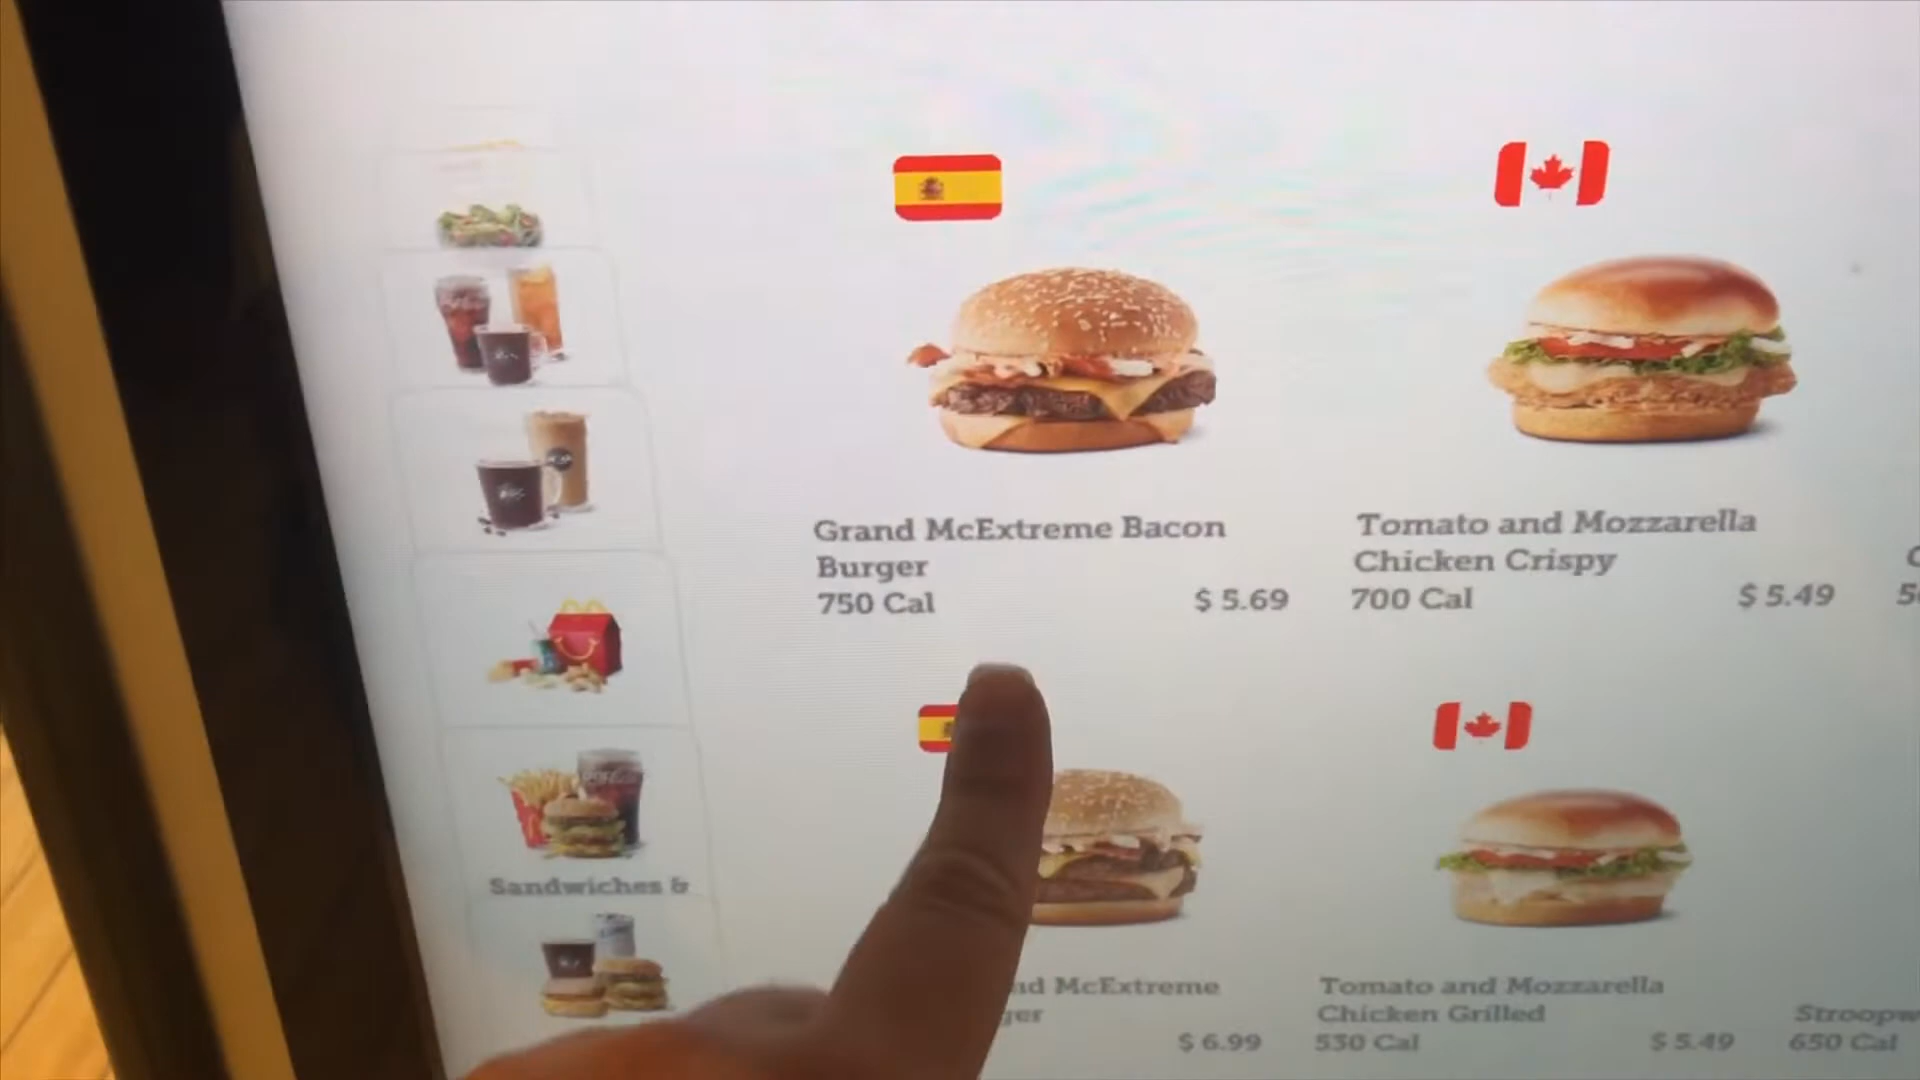 Grand McExtreme Bacon
Burger
750 Cal
$ 5.69
Tomato and Mozzarella
Chicken Crispy
700 Cal
$ 5.49
Sandwiches &
McExtreme
$ 6.99
Tomato and Mozzarella
Chicken Grilled
530 Cal
$ 5.49
650 Cal